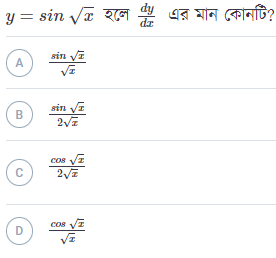 y = sin √x হলে dy/dx এর মান কোনটি?
A sin √x / √x
B sin √x / 2√x
C cos √x / 2√x
D cos √x / √x